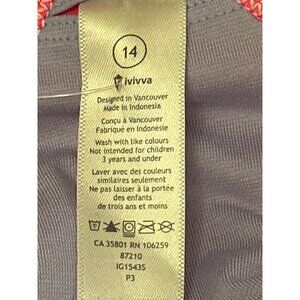 14
ivivva
Designed in Vancouver
Made in Indonesia
Conçu à Vancouver
Fabriqué en Indonésie
Wash with like colours
Not intended for children
3 years and under
Laver avec des couleurs
similaires seulement
Ne pas laisser à la portée
des enfants
de trois ans et moins
CA 35801 RN 106259
87210
IG1543S
P3